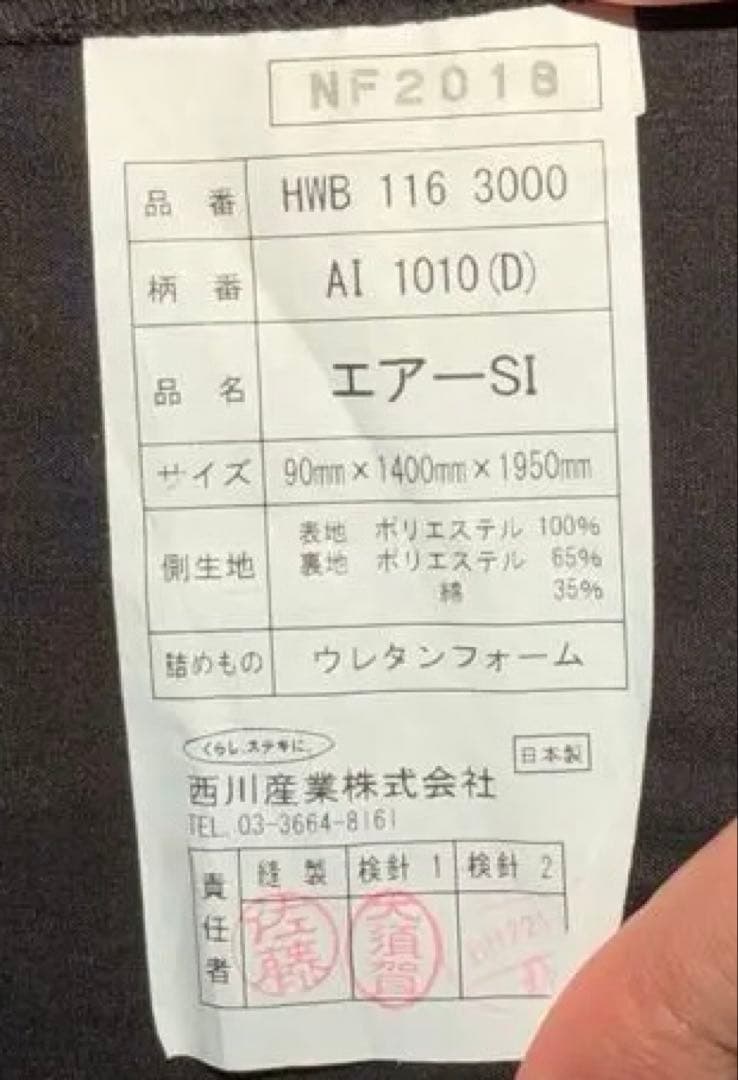 NF2018
品番 HWB 116 3000
柄番 AI 1010(D)
品名 エアーSI
サイズ 90mm×1400mm×1950mm
側生地 表地 ポリエステル 100%
裏地 ポリエステル 65%
綿 35%
詰めもの ウレタンフォーム
くらし、ステキに。
日本製
西川産業株式会社
TEL. 03-3664-8161
責任者 縫製 検針1 検針2
佐藤 須賀